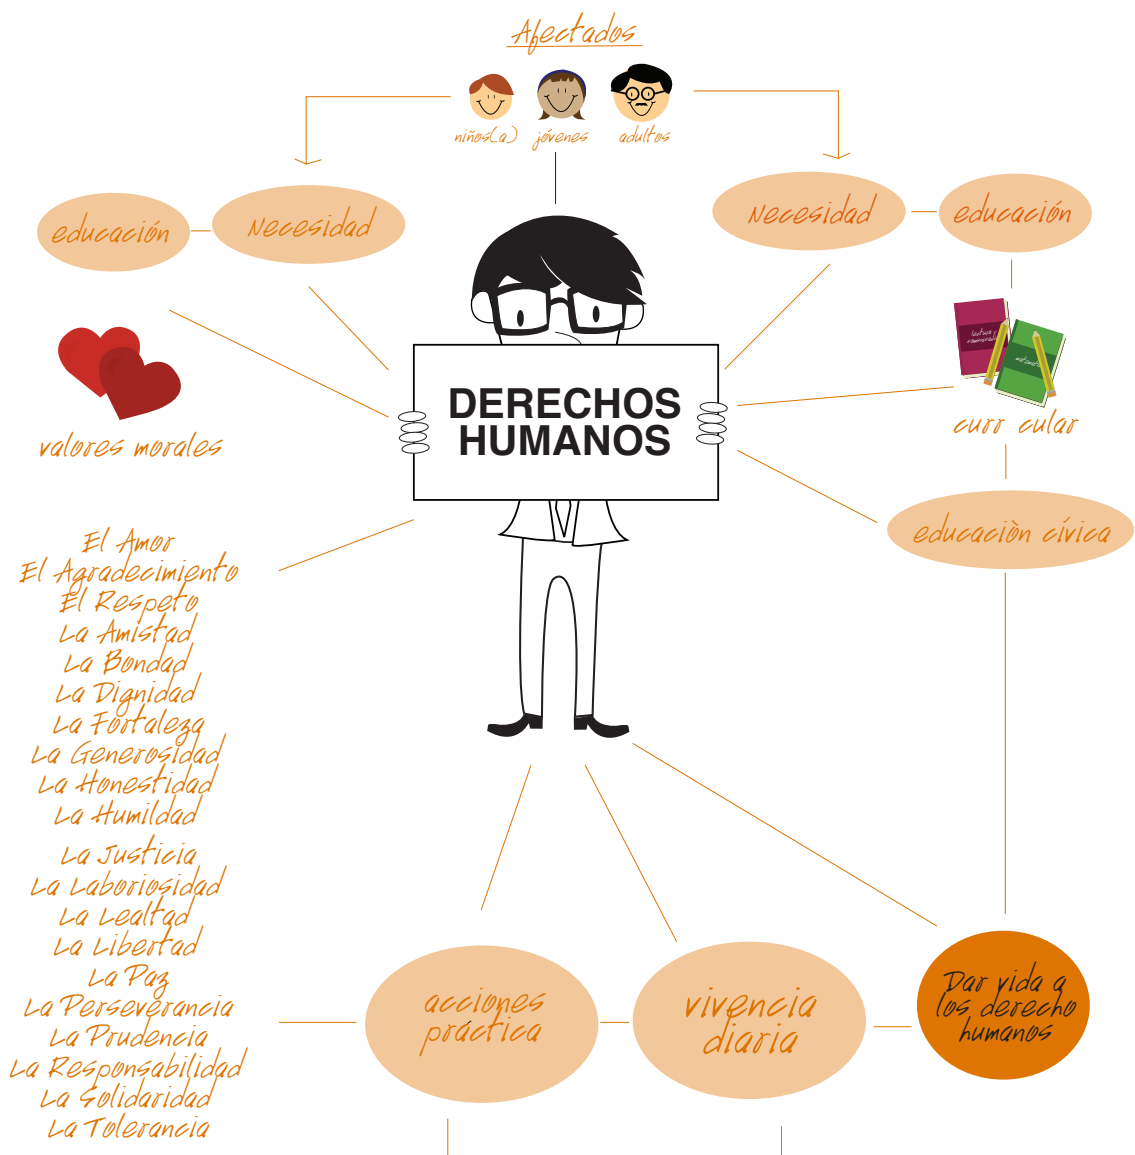 Afectados
niños(a) jóvenes adultos
educación Necesidad
Necesidad educación
DERECHOS
HUMANOS
lectura y
matemát
curr cular
valores morales
educaciòn cívica
El Amor
El Agradecimiento
El Respeto
La Amistad
La Bondad
La Dignidad
La Fortaleza
La Generosidad
La Honestidad
La Humildad
La Justicia
La Laboriosidad
La Lealtad
La Libertad
La Paz
La Perseverancia
La Prudencia
La Responsabilidad
La Solidaridad
La Tolerancia
acciones
práctica
vivencia
diaria
Dar vida a
los derecho
humanos